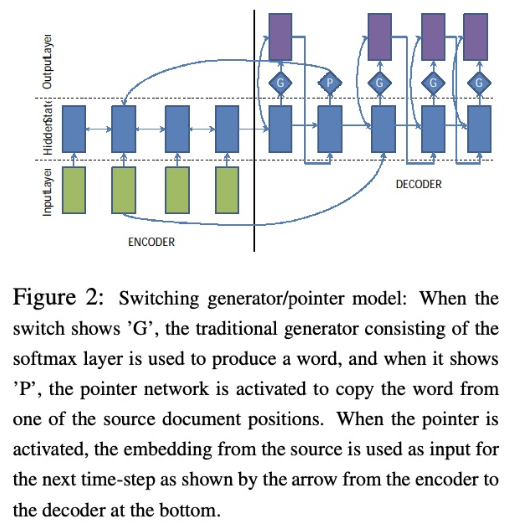 OutputLayer
G
P
G
G
G
HiddenState
InputLayer
DECODER
ENCODER
Figure 2: Switching generator/pointer model: When the
switch shows ’G’, the traditional generator consisting of the
softmax layer is used to produce a word, and when it shows
’P’, the pointer network is activated to copy the word from
one of the source document positions. When the pointer is
activated, the embedding from the source is used as input for
the next time-step as shown by the arrow from the encoder to
the decoder at the bottom.